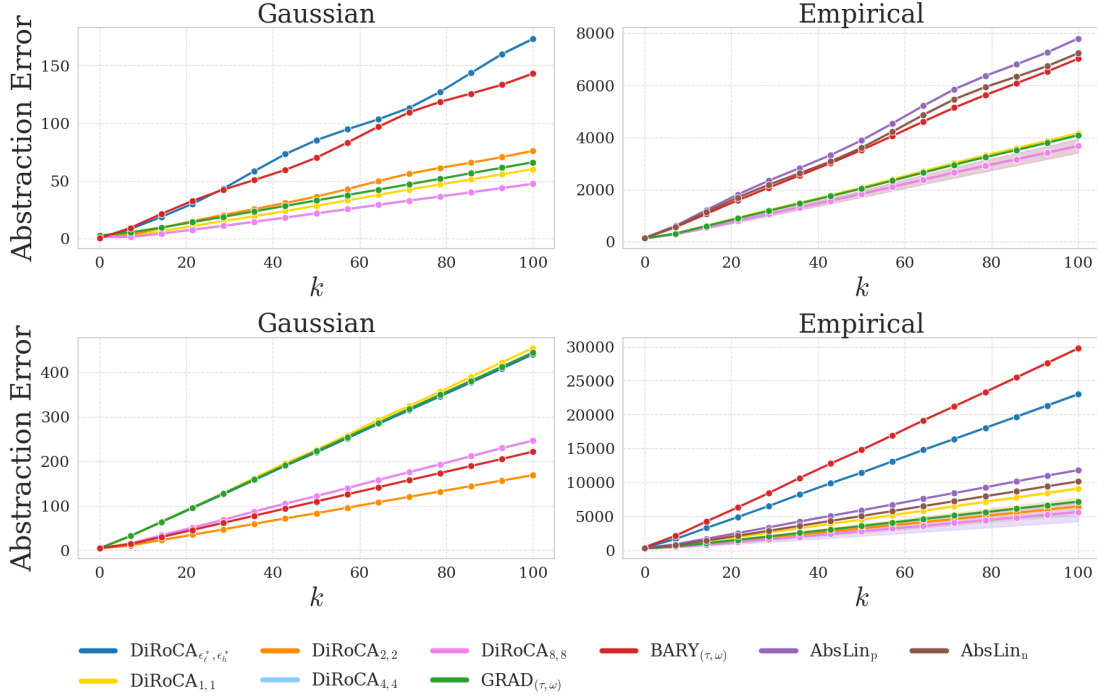 Gaussian
Abstraction Error
150
100
50
0
0 20 40 60 80 100
k
Empirical
8000
6000
4000
2000
0
0 20 40 60 80 100
k
Gaussian
Abstraction Error
400
300
200
100
0
0 20 40 60 80 100
k
Empirical
30000
25000
20000
15000
10000
5000
0
0 20 40 60 80 100
k
DiRoCA_{ϵ_ℓ^*, ϵ_h^*} DiRoCA_{2,2} DiRoCA_{8,8} BARY_{(τ,ω)} AbsLin_p AbsLin_n
DiRoCA_{1,1} DiRoCA_{4,4} GRAD_{(τ,ω)}